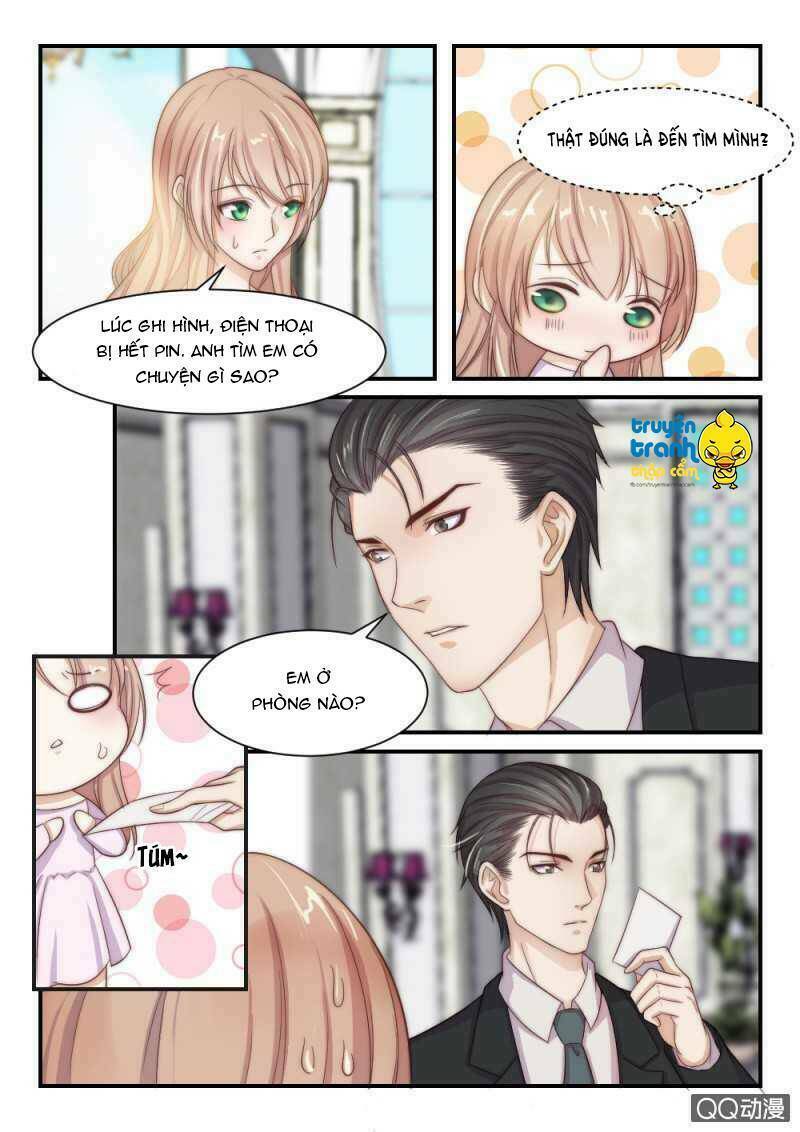 THẬT ĐÚNG LÀ ĐẾN TÌM MÌNH?
LÚC GHI HÌNH, ĐIỆN THOẠI
BỊ HẾT PIN. ANH TÌM EM CÓ
CHUYỆN GÌ SAO?
truyện
tranh
thập cẩm
EM Ở
PHÒNG NÀO?
TÚM~
QQ动漫